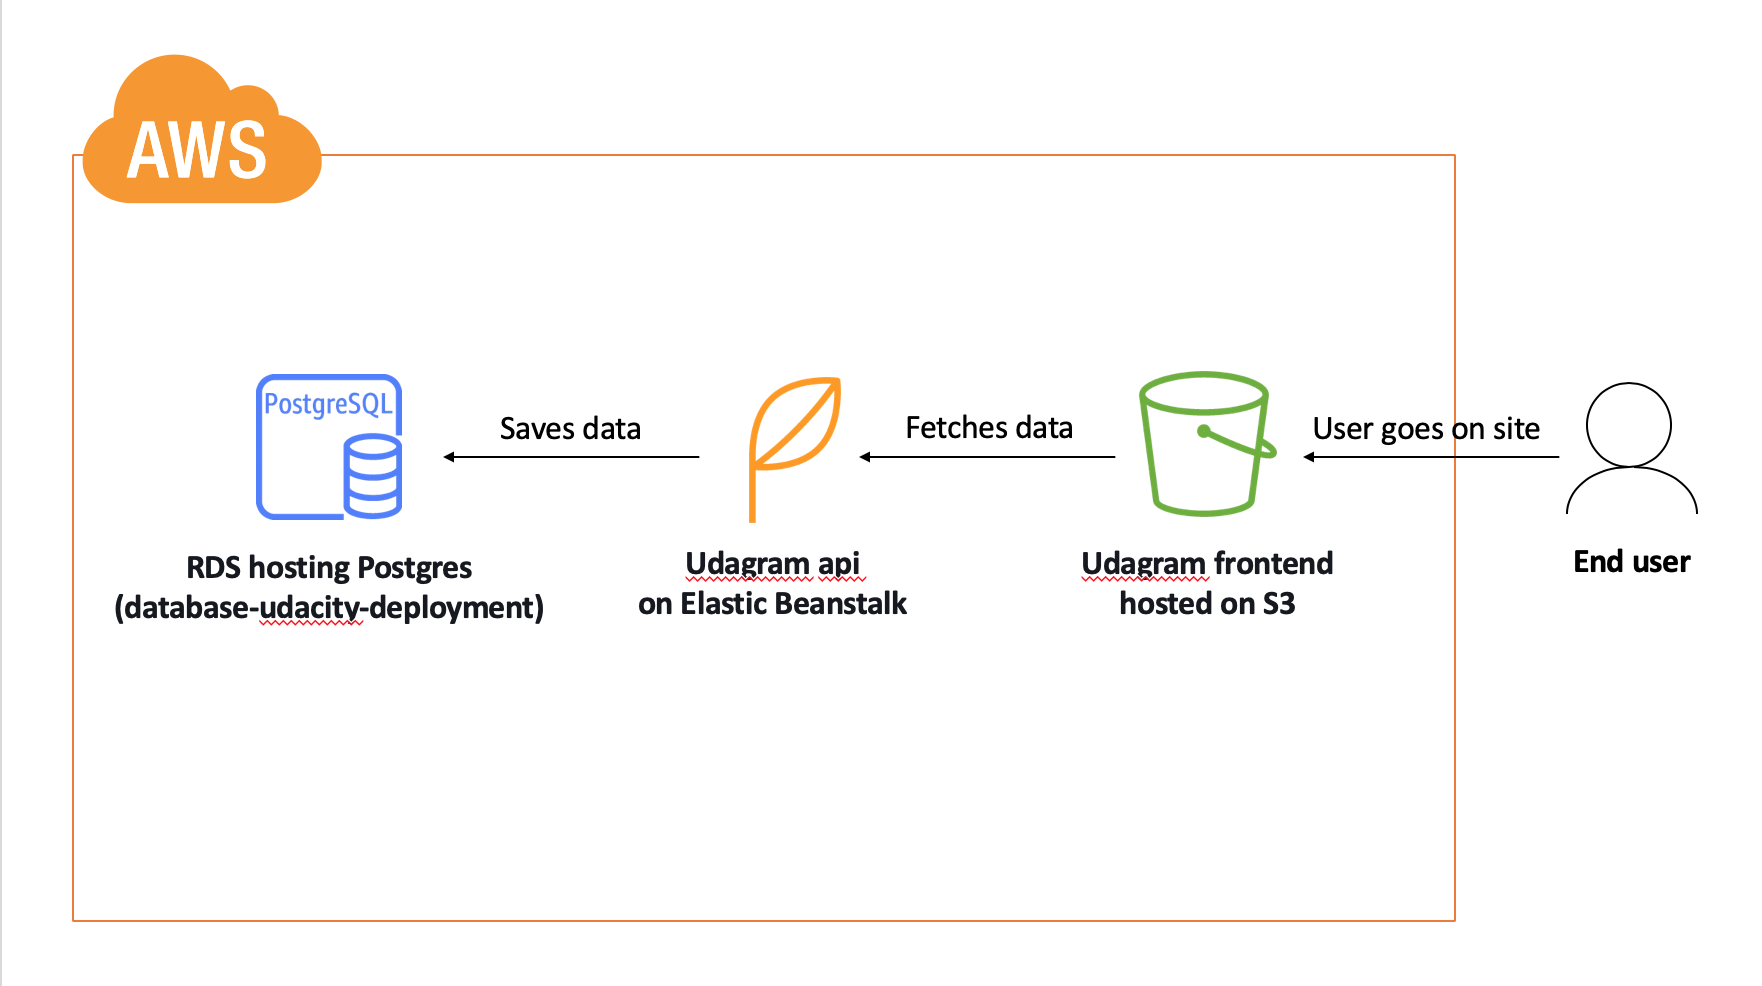 AWS
PostgreSQL
Saves data
Fetches data
User goes on site
RDS hosting Postgres
(database-udacity-deployment)
Udagram api
on Elastic Beanstalk
Udagram frontend
hosted on S3
End user